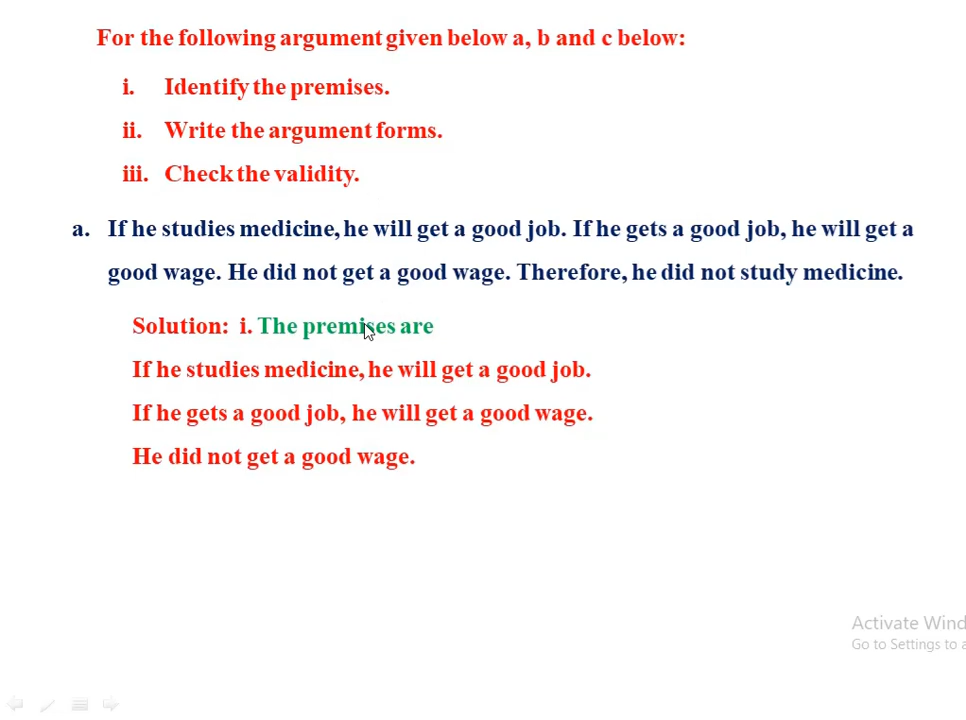 For the following argument given below a, b and c below:
i. Identify the premises.
ii. Write the argument forms.
iii. Check the validity.
a. If he studies medicine, he will get a good job. If he gets a good job, he will get a
good wage. He did not get a good wage. Therefore, he did not study medicine.
Solution: i. The premises are
If he studies medicine, he will get a good job.
If he gets a good job, he will get a good wage.
He did not get a good wage.
Activate Wind
Go to Settings to a